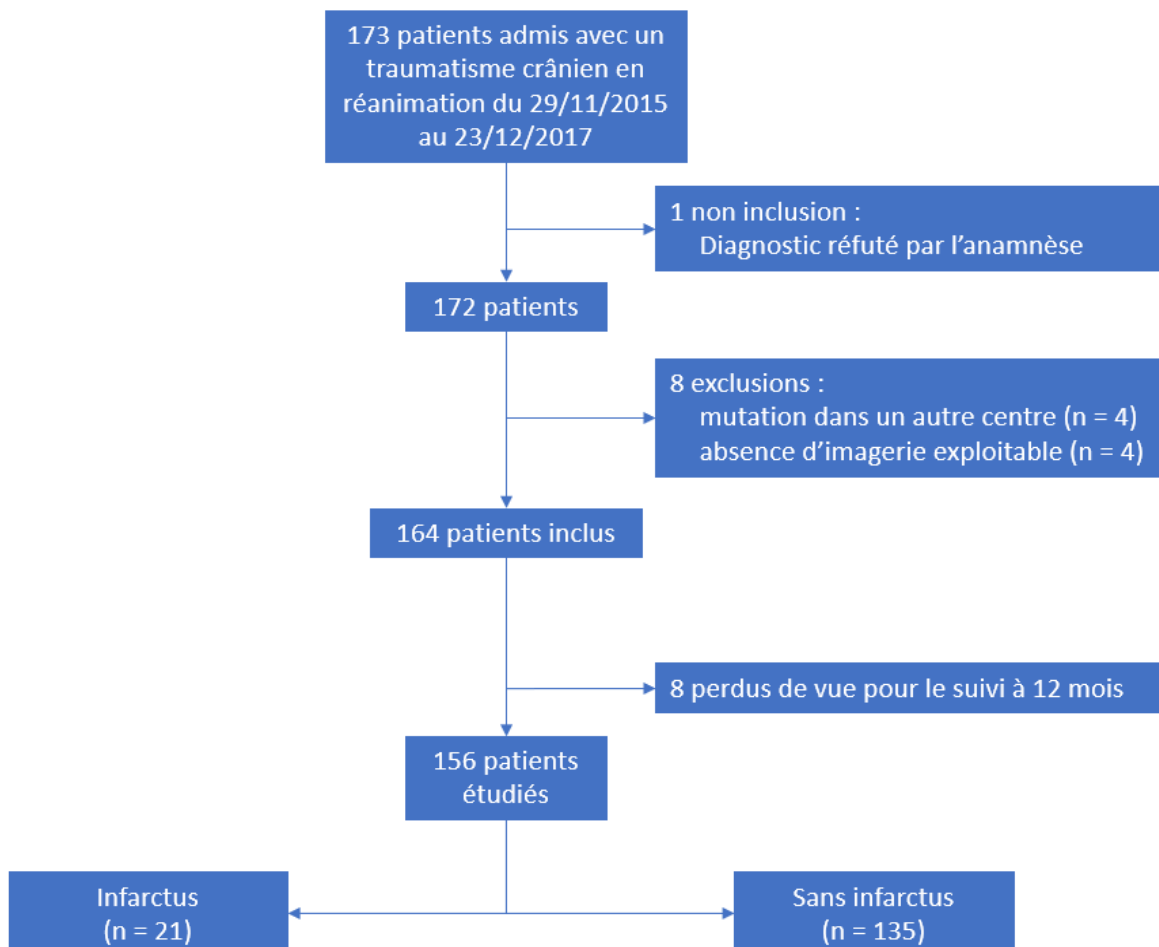 173 patients admis avec un
traumatisme crânien en
réanimation du 29/11/2015
au 23/12/2017
1 non inclusion :
Diagnostic réfuté par l’anamnèse
172 patients
8 exclusions :
mutation dans un autre centre (n = 4)
absence d’imagerie exploitable (n = 4)
164 patients inclus
8 perdus de vue pour le suivi à 12 mois
156 patients
étudiés
Infarctus
(n = 21)
Sans infarctus
(n = 135)